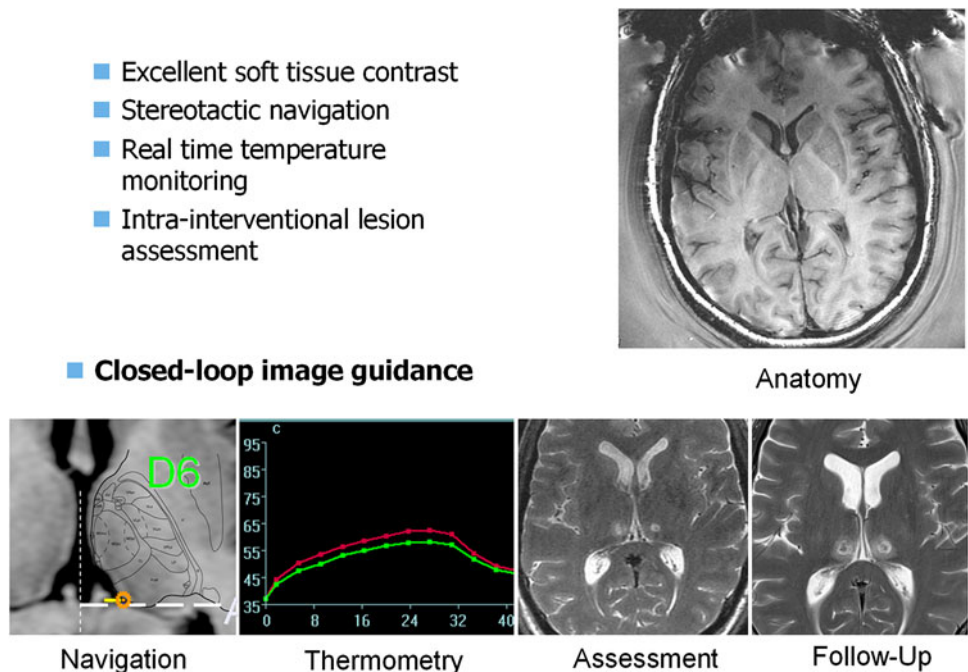 Excellent soft tissue contrast
Stereotactic navigation
Real time temperature
monitoring
Intra-interventional lesion
assessment
Closed-loop image guidance
Anatomy
D6
C
95
85
75
65
55
45
35
0
8
16
24
32
40
Navigation
Thermometry
Assessment
Follow-Up